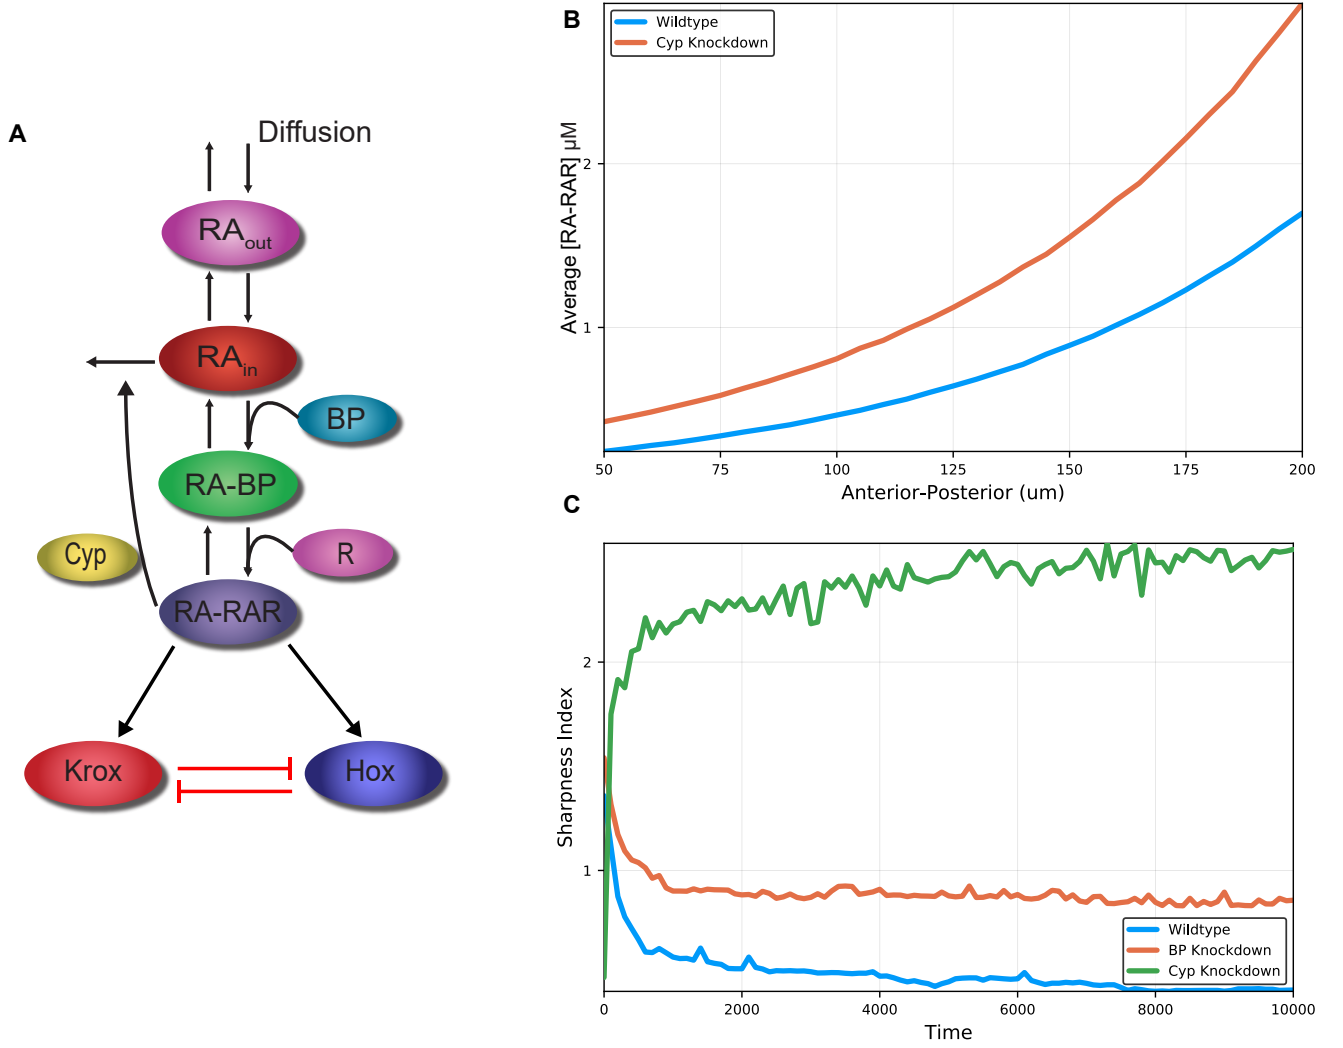 A
Diffusion
RAout
RAin
BP
RA-BP
Cyp
R
RA-RAR
Krox
Hox
B
Wildtype
Cyp Knockdown
Average [RA-RAR] µM
2
1
50
75
100
125
150
175
200
Anterior-Posterior (um)
C
Sharpness Index
2
1
Wildtype
BP Knockdown
Cyp Knockdown
0
2000
4000
6000
8000
10000
Time